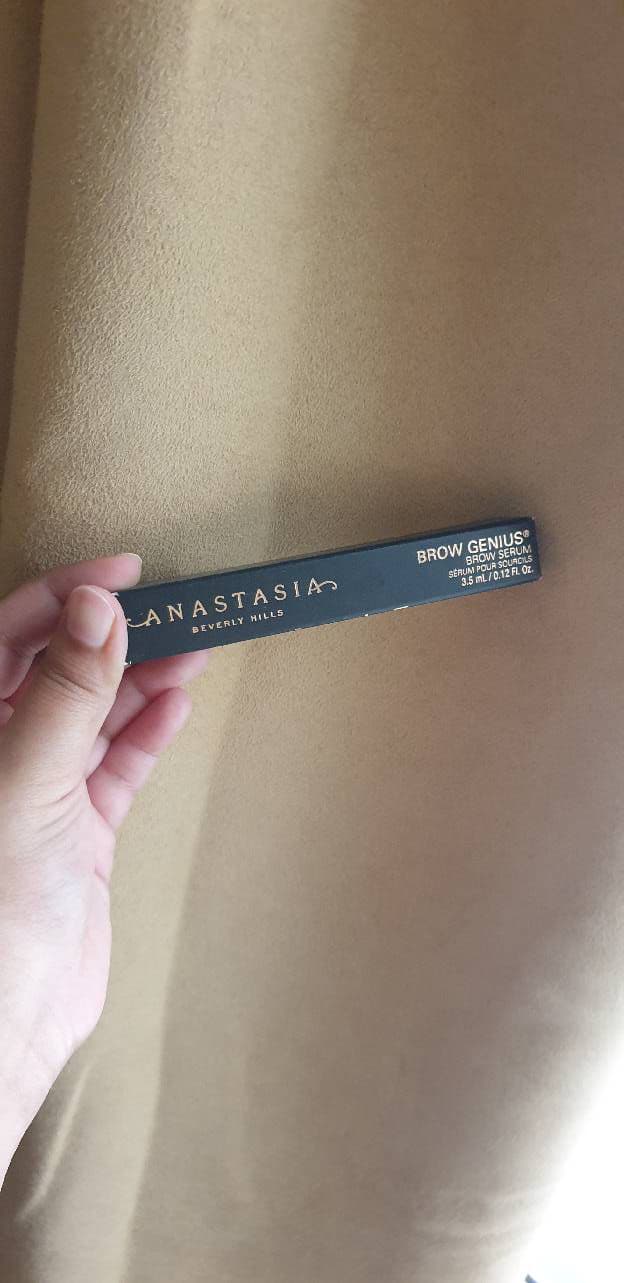 ANASTASIA
BEVERLY HILLS
BROW GENIUS®
BROW SERUM
SÉRUM POUR SOURCILS
3.5 mL / 0.12 Fl. Oz.